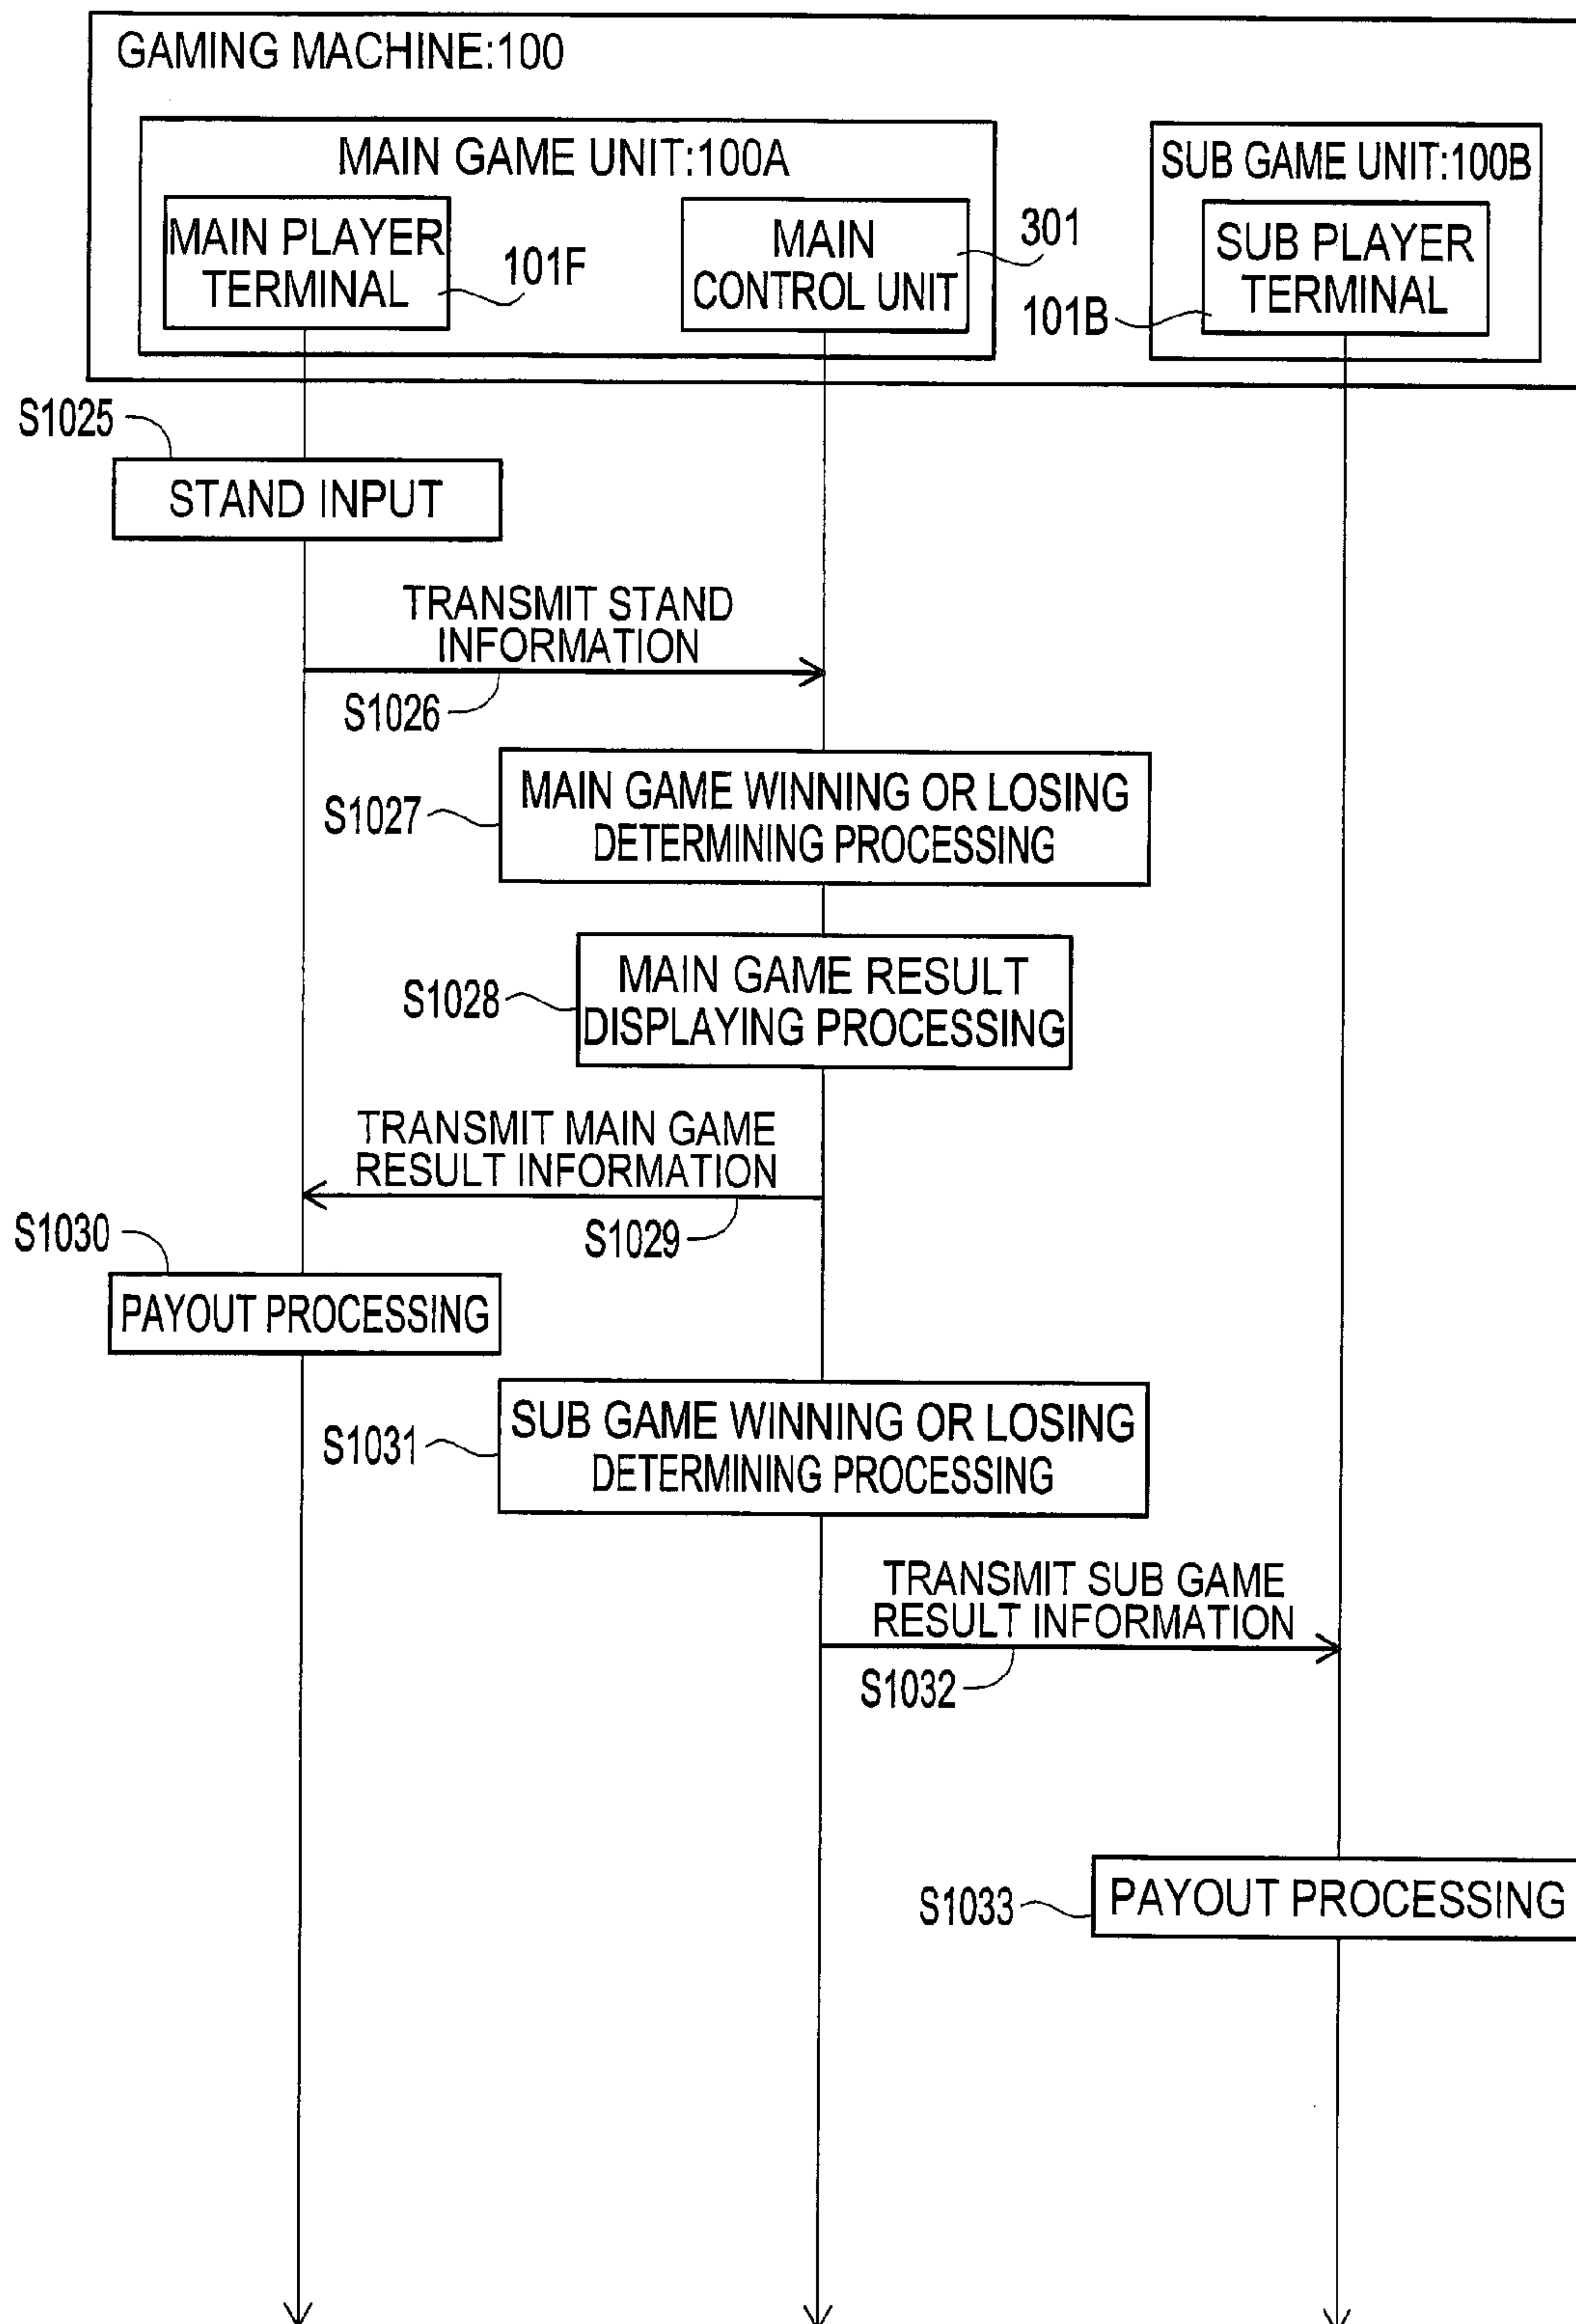 GAMING MACHINE:100
MAIN GAME UNIT:100A
MAIN PLAYER
TERMINAL
101F
MAIN
CONTROL UNIT
301
SUB GAME UNIT:100B
SUB PLAYER
TERMINAL
101B
S1025
STAND INPUT
TRANSMIT STAND
INFORMATION
S1026
MAIN GAME WINNING OR LOSING
DETERMINING PROCESSING
S1027
MAIN GAME RESULT
DISPLAYING PROCESSING
S1028
TRANSMIT MAIN GAME
RESULT INFORMATION
S1029
S1030
PAYOUT PROCESSING
SUB GAME WINNING OR LOSING
DETERMINING PROCESSING
S1031
TRANSMIT SUB GAME
RESULT INFORMATION
S1032
S1033
PAYOUT PROCESSING